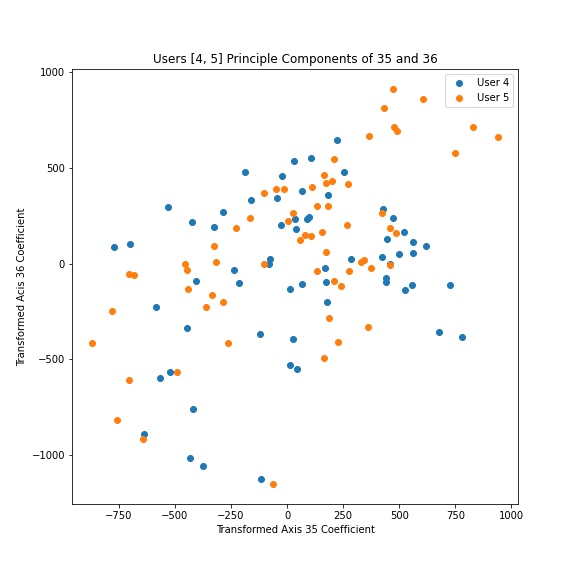 Users [4, 5] Principle Components of 35 and 36
User 4
User 5
1000
500
0
−500
−1000
Transformed Acis 36 Coefficient
−750
−500
−250
0
250
500
750
1000
Transformed Axis 35 Coefficient